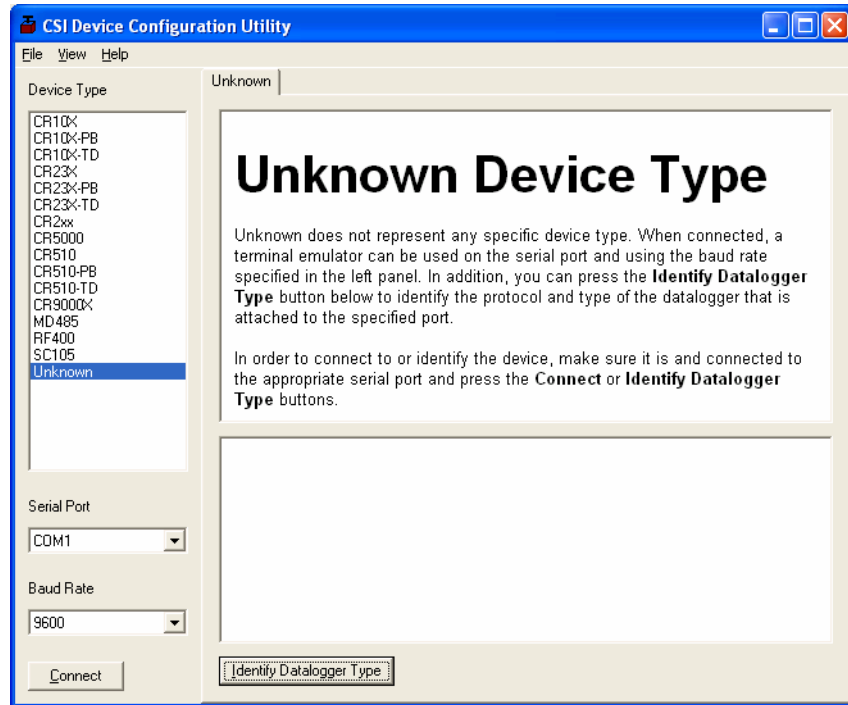 CSI Device Configuration Utility
File View Help
Device Type
CR10X
CR10X-PB
CR10X-TD
CR23X
CR23X-PB
CR23X-TD
CR2xx
CR5000
CR510
CR510-PB
CR510-TD
CR9000X
MD485
RF400
SC105
Unknown
Serial Port
COM1
Baud Rate
9600
Connect
Unknown
Unknown Device Type
Unknown does not represent any specific device type. When connected, a
terminal emulator can be used on the serial port and using the baud rate
specified in the left panel. In addition, you can press the Identify Datalogger
Type button below to identify the protocol and type of the datalogger that is
attached to the specified port.
In order to connect to or identify the device, make sure it is and connected to
the appropriate serial port and press the Connect or Identify Datalogger
Type buttons.
Identify Datalogger Type